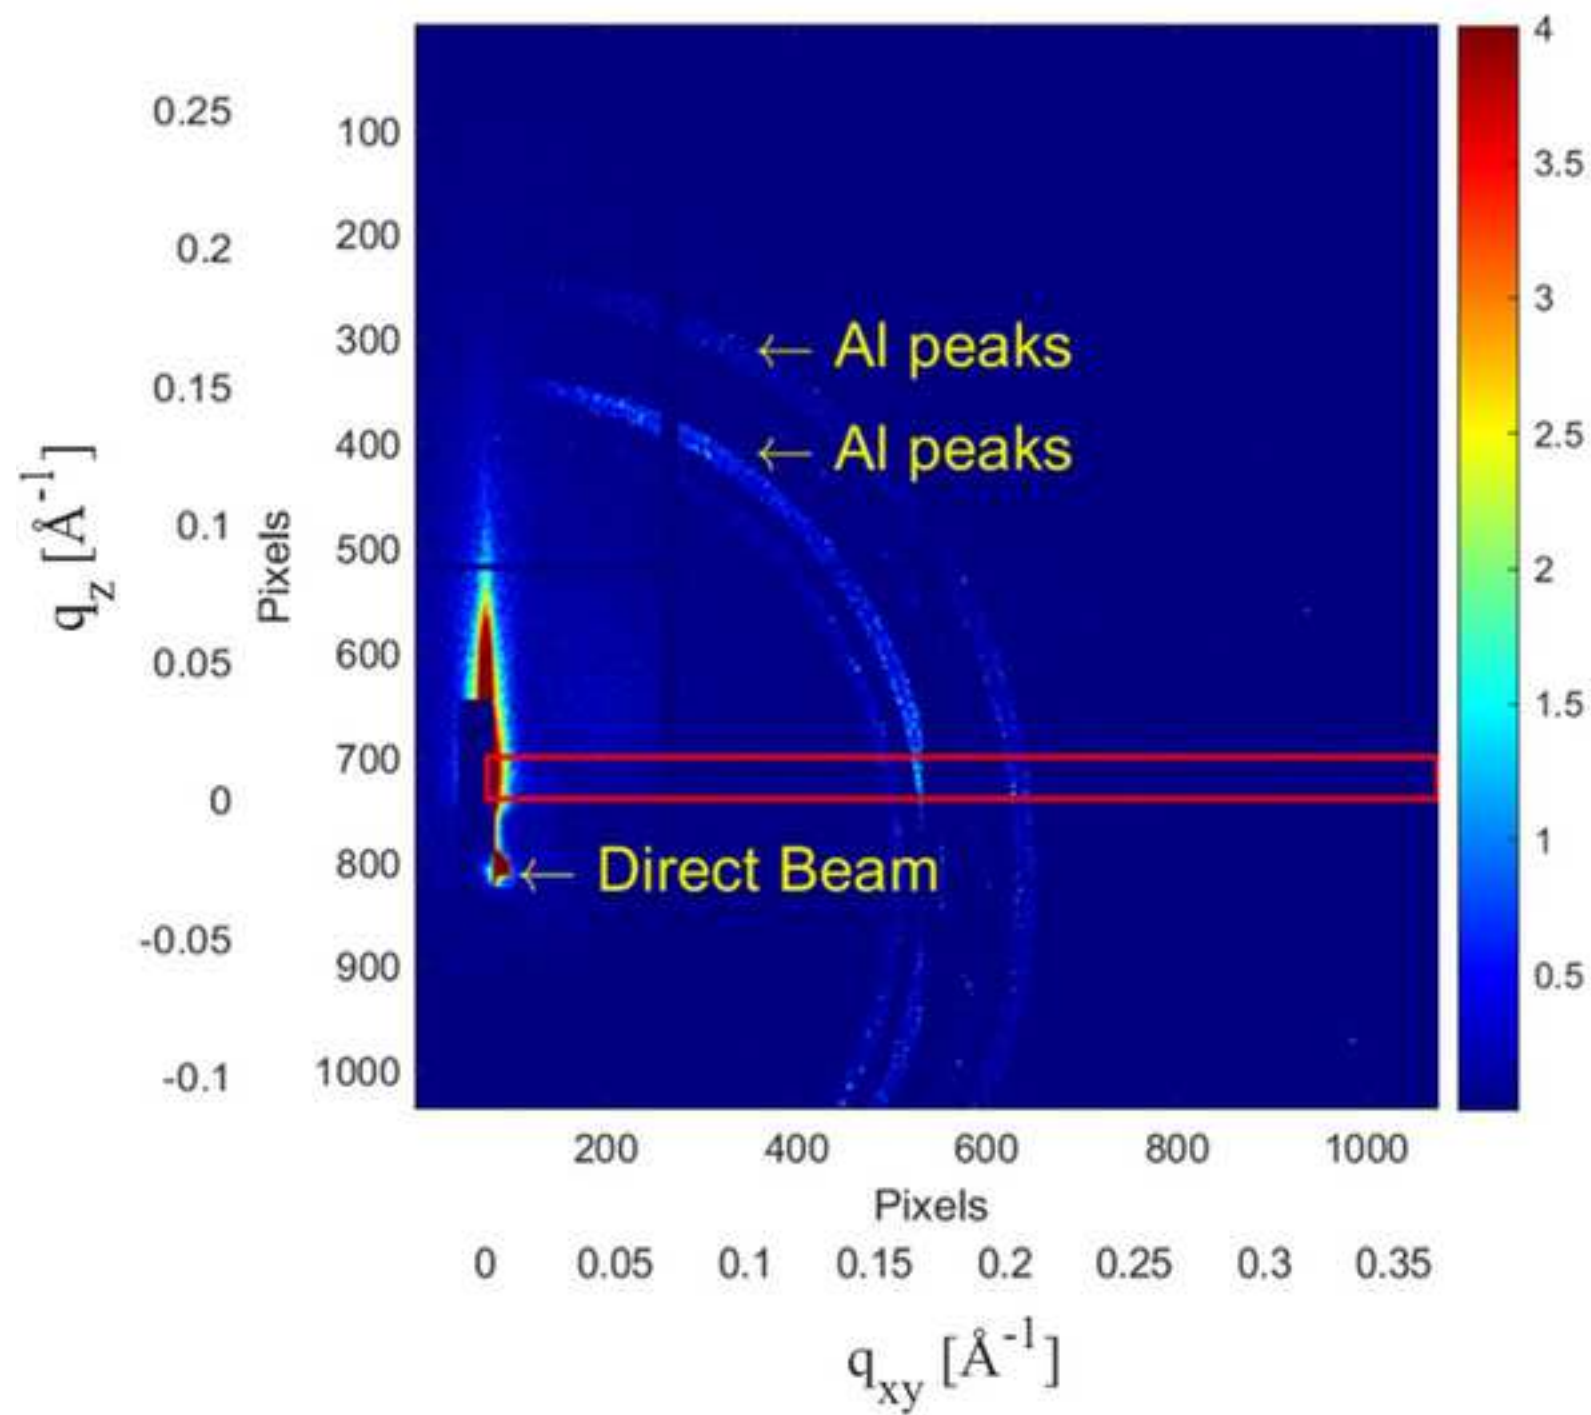 0.25
0.2
0.15
0.1
0.05
0
-0.05
-0.1
q_z [Å^-1]
100
200
300
400
500
600
700
800
900
1000
Pixels
← Al peaks
← Al peaks
← Direct Beam
4
3.5
3
2.5
2
1.5
1
0.5
200 400 600 800 1000
Pixels
0 0.05 0.1 0.15 0.2 0.25 0.3 0.35
q_xy [Å^-1]